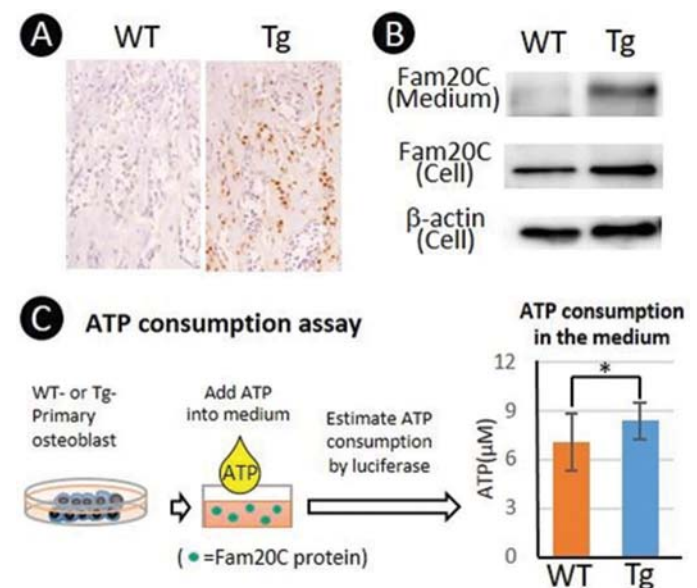 A
WT
Tg
B
WT
Tg
Fam20C
(Medium)
Fam20C
(Cell)
β-actin
(Cell)
C
ATP consumption assay
WT- or Tg-
Primary
osteoblast
Add ATP
into medium
ATP
Estimate ATP
consumption
by luciferase
( =Fam20C protein)
ATP consumption
in the medium
ATP(μM)
12
9
6
3
0
*
WT
Tg